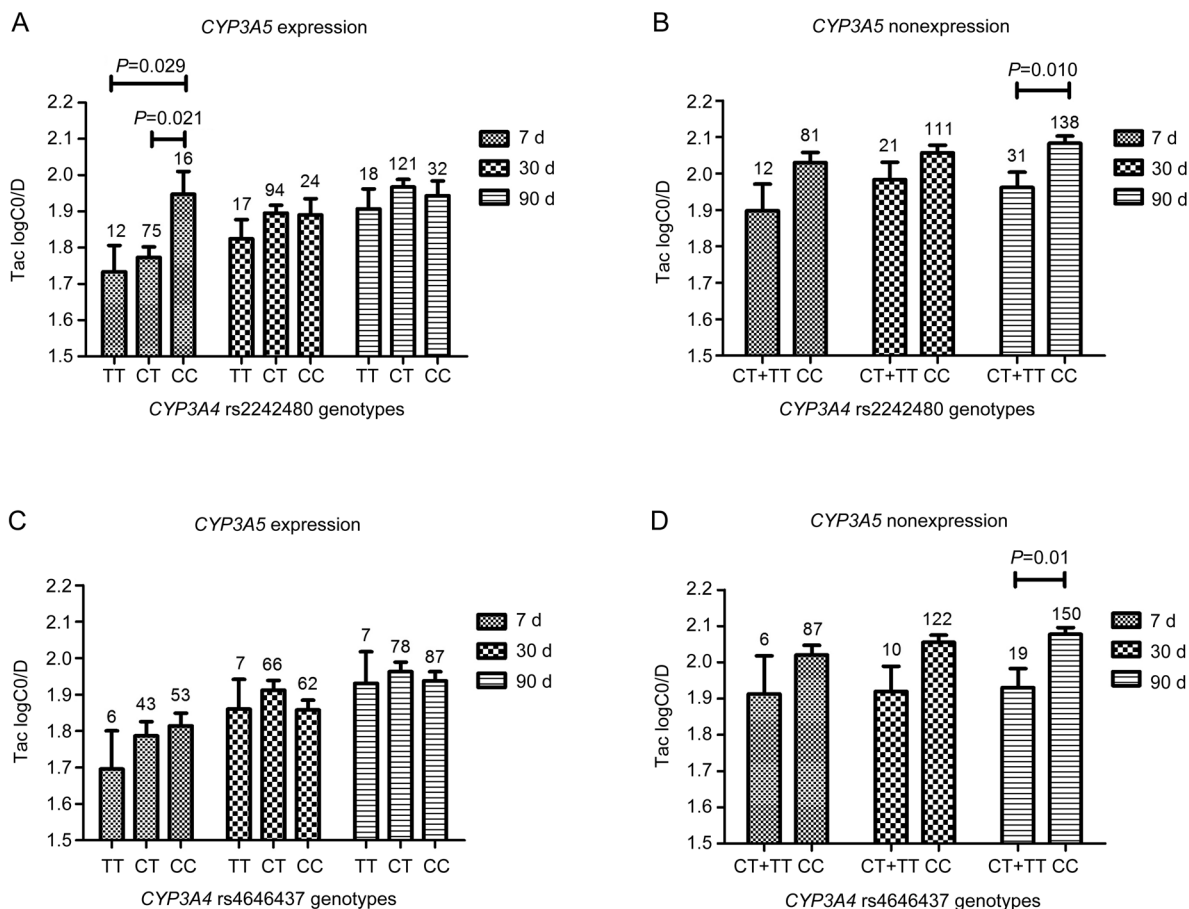 A
CYP3A5 expression
P=0.029
P=0.021
2.2
2.1
2.0
1.9
1.8
1.7
1.6
1.5
Tac logC0/D
12 75 16 17 94 24 18 121 32
TT CT CC TT CT CC TT CT CC
CYP3A4 rs2242480 genotypes
7 d
30 d
90 d
B
CYP3A5 nonexpression
P=0.010
2.2
2.1
2.0
1.9
1.8
1.7
1.6
1.5
Tac logC0/D
12 81 21 111 31 138
CT+TT CC CT+TT CC CT+TT CC
CYP3A4 rs2242480 genotypes
7 d
30 d
90 d
C
CYP3A5 expression
2.2
2.1
2.0
1.9
1.8
1.7
1.6
1.5
Tac logC0/D
6 43 53 7 66 62 7 78 87
TT CT CC TT CT CC TT CT CC
CYP3A4 rs4646437 genotypes
7 d
30 d
90 d
D
CYP3A5 nonexpression
P=0.01
2.2
2.1
2.0
1.9
1.8
1.7
1.6
1.5
Tac logC0/D
6 87 10 122 19 150
CT+TT CC CT+TT CC CT+TT CC
CYP3A4 rs4646437 genotypes
7 d
30 d
90 d